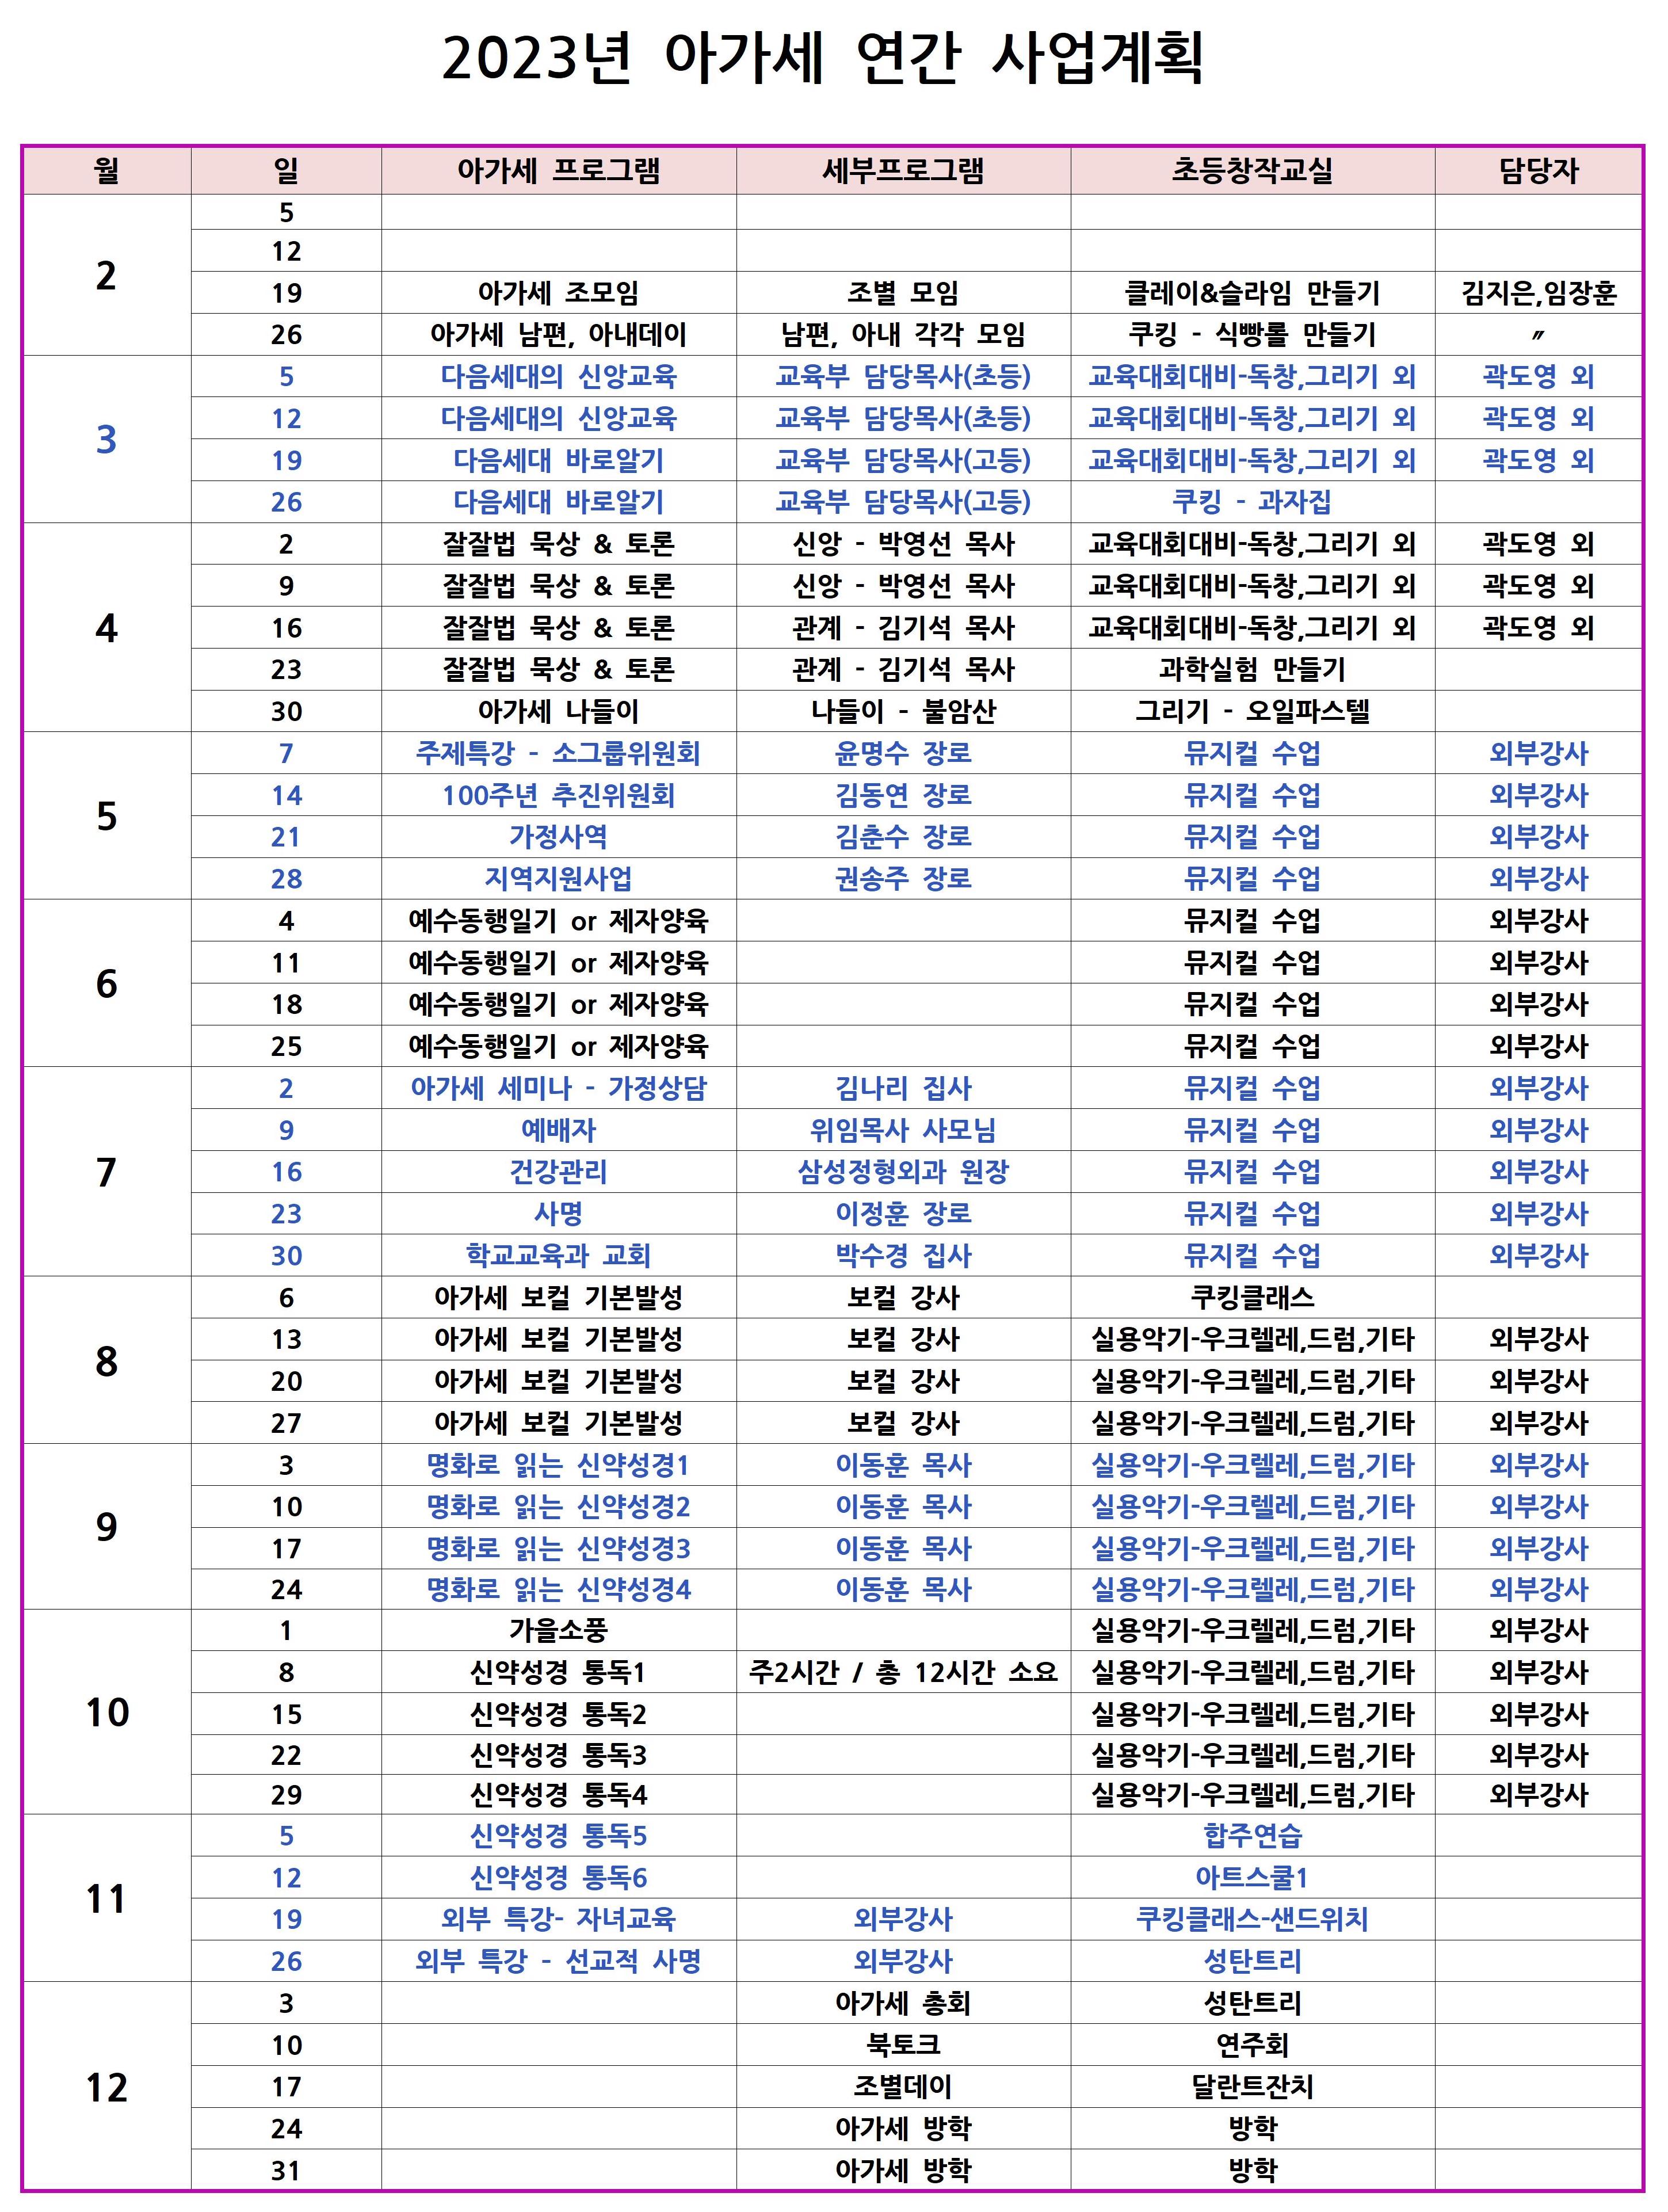 2023년 아가세 연간 사업계획
월 일 아가세 프로그램 세부프로그램 초등창작교실 담당자
2 5
12
19 아가세 조모임 조별 모임 클레이&슬라임 만들기 김지은,임장훈
26 아가세 남편, 아내데이 남편, 아내 각각 모임 쿠킹 - 식빵롤 만들기 〃
3 5 다음세대의 신앙교육 교육부 담당목사(초등) 교육대회대비-독창,그리기 외 곽도영 외
12 다음세대의 신앙교육 교육부 담당목사(초등) 교육대회대비-독창,그리기 외 곽도영 외
19 다음세대 바로알기 교육부 담당목사(고등) 교육대회대비-독창,그리기 외 곽도영 외
26 다음세대 바로알기 교육부 담당목사(고등) 쿠킹 - 과자집
4 2 잘잘법 묵상 & 토론 신앙 - 박영선 목사 교육대회대비-독창,그리기 외 곽도영 외
9 잘잘법 묵상 & 토론 신앙 - 박영선 목사 교육대회대비-독창,그리기 외 곽도영 외
16 잘잘법 묵상 & 토론 관계 - 김기석 목사 교육대회대비-독창,그리기 외 곽도영 외
23 잘잘법 묵상 & 토론 관계 - 김기석 목사 과학실험 만들기
30 아가세 나들이 나들이 - 불암산 그리기 - 오일파스텔
5 7 주제특강 - 소그룹위원회 윤명수 장로 뮤지컬 수업 외부강사
14 100주년 추진위원회 김동연 장로 뮤지컬 수업 외부강사
21 가정사역 김춘수 장로 뮤지컬 수업 외부강사
28 지역지원사업 권송주 장로 뮤지컬 수업 외부강사
6 4 예수동행일기 or 제자양육 뮤지컬 수업 외부강사
11 예수동행일기 or 제자양육 뮤지컬 수업 외부강사
18 예수동행일기 or 제자양육 뮤지컬 수업 외부강사
25 예수동행일기 or 제자양육 뮤지컬 수업 외부강사
7 2 아가세 세미나 - 가정상담 김나리 집사 뮤지컬 수업 외부강사
9 예배자 위임목사 사모님 뮤지컬 수업 외부강사
16 건강관리 삼성정형외과 원장 뮤지컬 수업 외부강사
23 사명 이정훈 장로 뮤지컬 수업 외부강사
30 학교교육과 교회 박수경 집사 뮤지컬 수업 외부강사
8 6 아가세 보컬 기본발성 보컬 강사 쿠킹클래스
13 아가세 보컬 기본발성 보컬 강사 실용악기-우크렐레,드럼,기타 외부강사
20 아가세 보컬 기본발성 보컬 강사 실용악기-우크렐레,드럼,기타 외부강사
27 아가세 보컬 기본발성 보컬 강사 실용악기-우크렐레,드럼,기타 외부강사
9 3 명화로 읽는 신약성경1 이동훈 목사 실용악기-우크렐레,드럼,기타 외부강사
10 명화로 읽는 신약성경2 이동훈 목사 실용악기-우크렐레,드럼,기타 외부강사
17 명화로 읽는 신약성경3 이동훈 목사 실용악기-우크렐레,드럼,기타 외부강사
24 명화로 읽는 신약성경4 이동훈 목사 실용악기-우크렐레,드럼,기타 외부강사
10 1 가을소풍 실용악기-우크렐레,드럼,기타 외부강사
8 신약성경 통독1 주2시간 / 총 12시간 소요 실용악기-우크렐레,드럼,기타 외부강사
15 신약성경 통독2 실용악기-우크렐레,드럼,기타 외부강사
22 신약성경 통독3 실용악기-우크렐레,드럼,기타 외부강사
29 신약성경 통독4 실용악기-우크렐레,드럼,기타 외부강사
11 5 신약성경 통독5 합주연습
12 신약성경 통독6 아트스쿨1
19 외부 특강- 자녀교육 외부강사 쿠킹클래스-샌드위치
26 외부 특강 - 선교적 사명 외부강사 성탄트리
12 3 아가세 총회 성탄트리
10 북토크 연주회
17 조별데이 달란트잔치
24 아가세 방학 방학
31 아가세 방학 방학